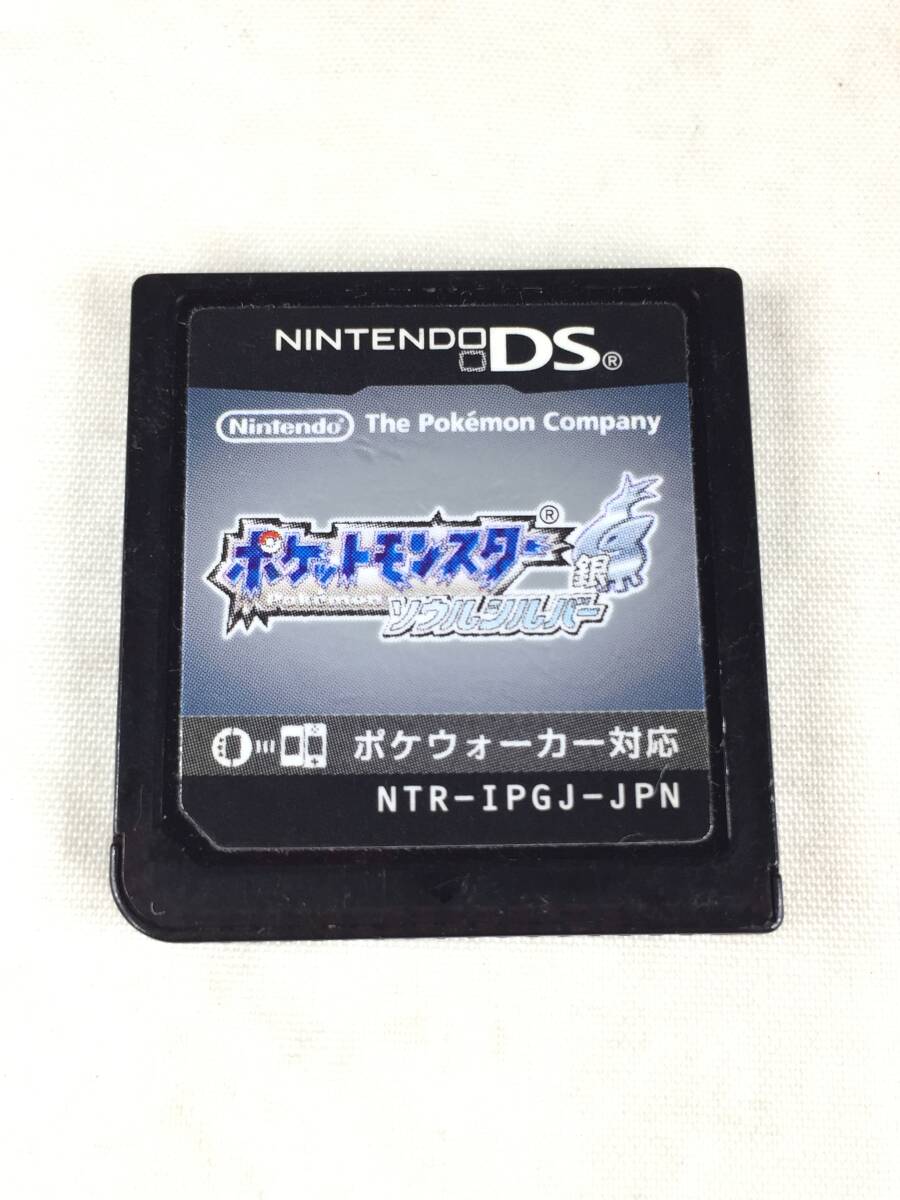 NINTENDO DS®
Nintendo® The Pokémon Company
ポケットモンスター®
Pokémon
銀
ソウルシルバー
ポケウォーカー対応
NTR-IPGJ-JPN